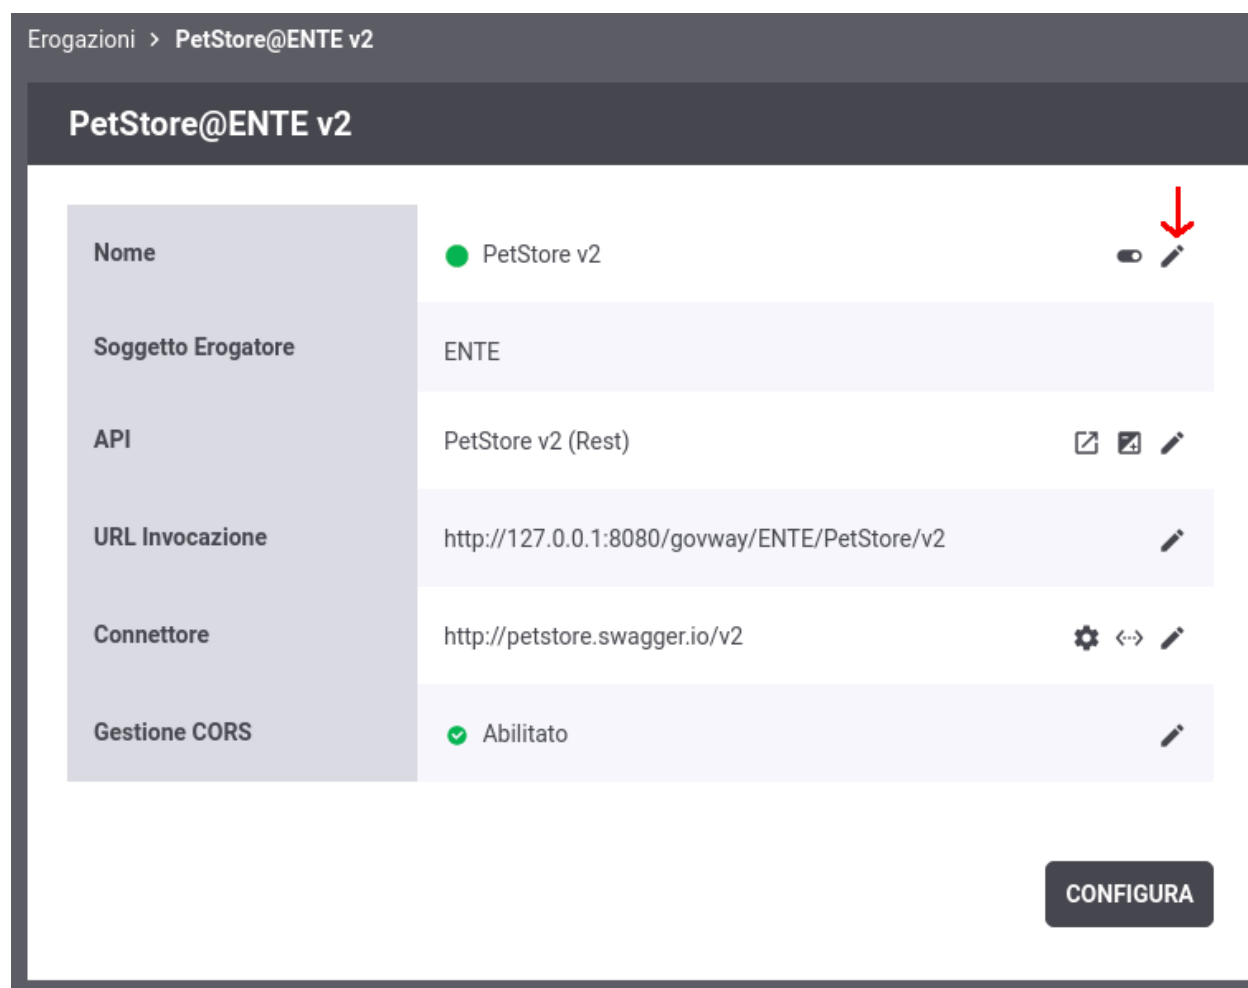 Erogazioni > PetStore@ENTE v2
PetStore@ENTE v2
Nome PetStore v2
Soggetto Erogatore ENTE
API PetStore v2 (Rest)
URL Invocazione http://127.0.0.1:8080/govway/ENTE/PetStore/v2
Connettore http://petstore.swagger.io/v2
Gestione CORS Abilitato
CONFIGURA